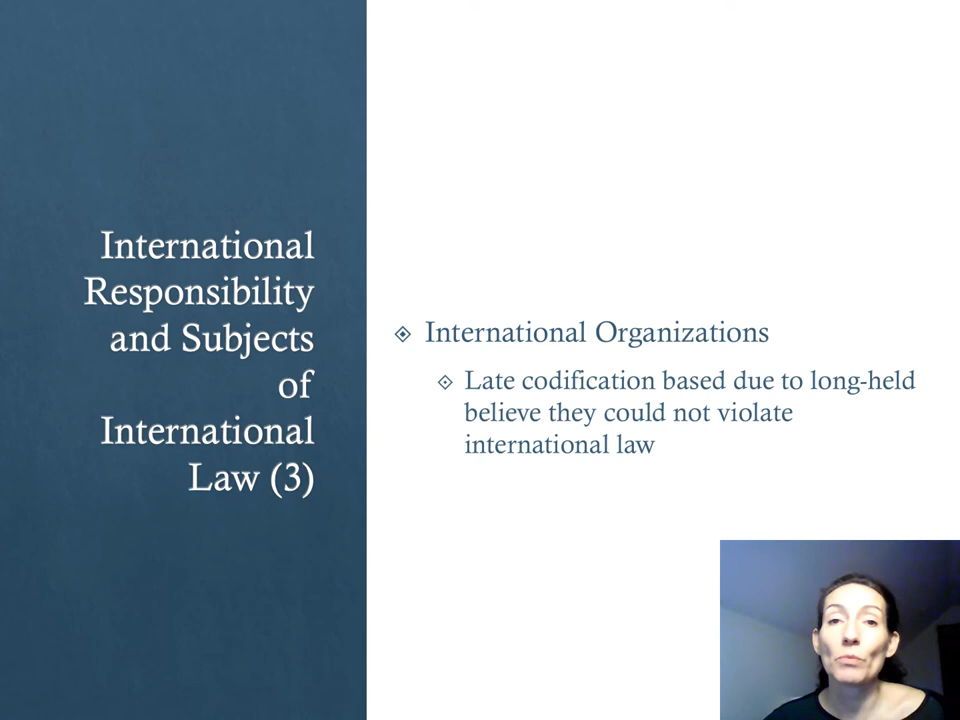 International
Responsibility
and Subjects
of
International
Law (3)
International Organizations
Late codification based due to long-held
believe they could not violate
international law